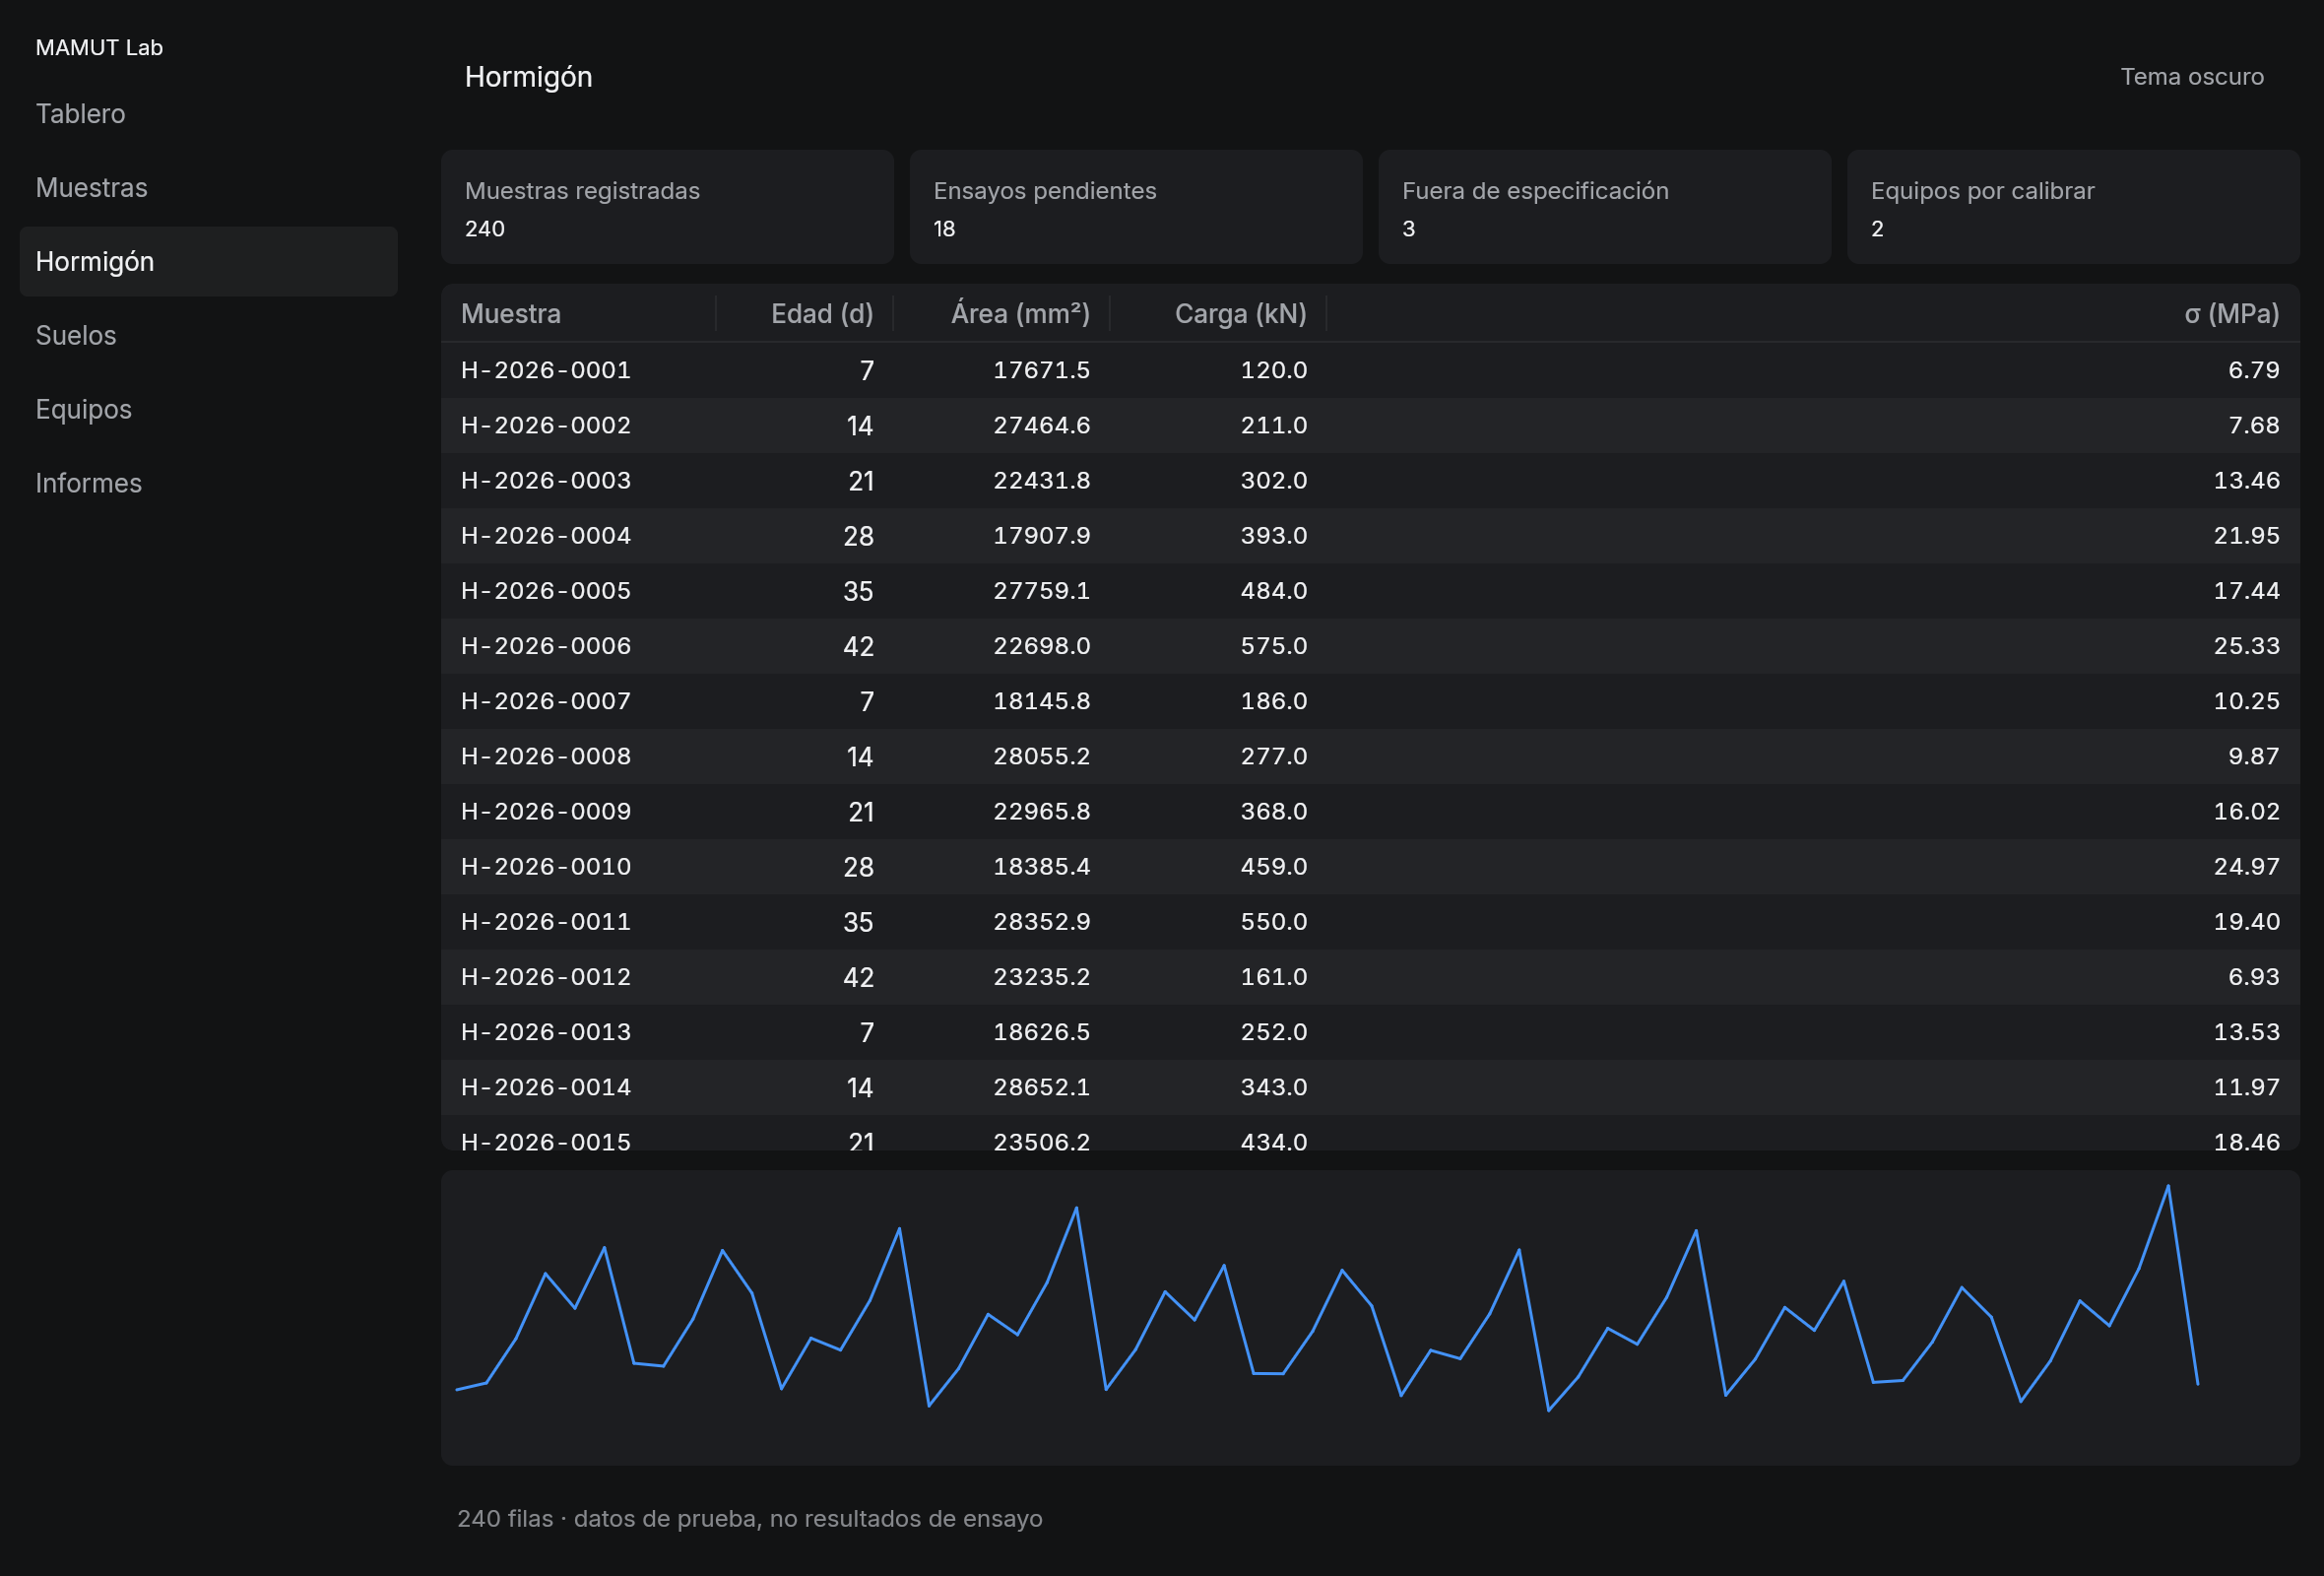 MAMUT Lab
Tablero
Muestras
Hormigón
Suelos
Equipos
Informes
Hormigón Tema oscuro
Muestras registradas Ensayos pendientes Fuera de especificación Equipos por calibrar
240 18 3 2
Muestra Edad (d) Área (mm²) Carga (kN) σ (MPa)
H-2026-0001 7 17671.5 120.0 6.79
H-2026-0002 14 27464.6 211.0 7.68
H-2026-0003 21 22431.8 302.0 13.46
H-2026-0004 28 17907.9 393.0 21.95
H-2026-0005 35 27759.1 484.0 17.44
H-2026-0006 42 22698.0 575.0 25.33
H-2026-0007 7 18145.8 186.0 10.25
H-2026-0008 14 28055.2 277.0 9.87
H-2026-0009 21 22965.8 368.0 16.02
H-2026-0010 28 18385.4 459.0 24.97
H-2026-0011 35 28352.9 550.0 19.40
H-2026-0012 42 23235.2 161.0 6.93
H-2026-0013 7 18626.5 252.0 13.53
H-2026-0014 14 28652.1 343.0 11.97
H-2026-0015 21 23506.2 434.0 18.46
240 filas · datos de prueba, no resultados de ensayo